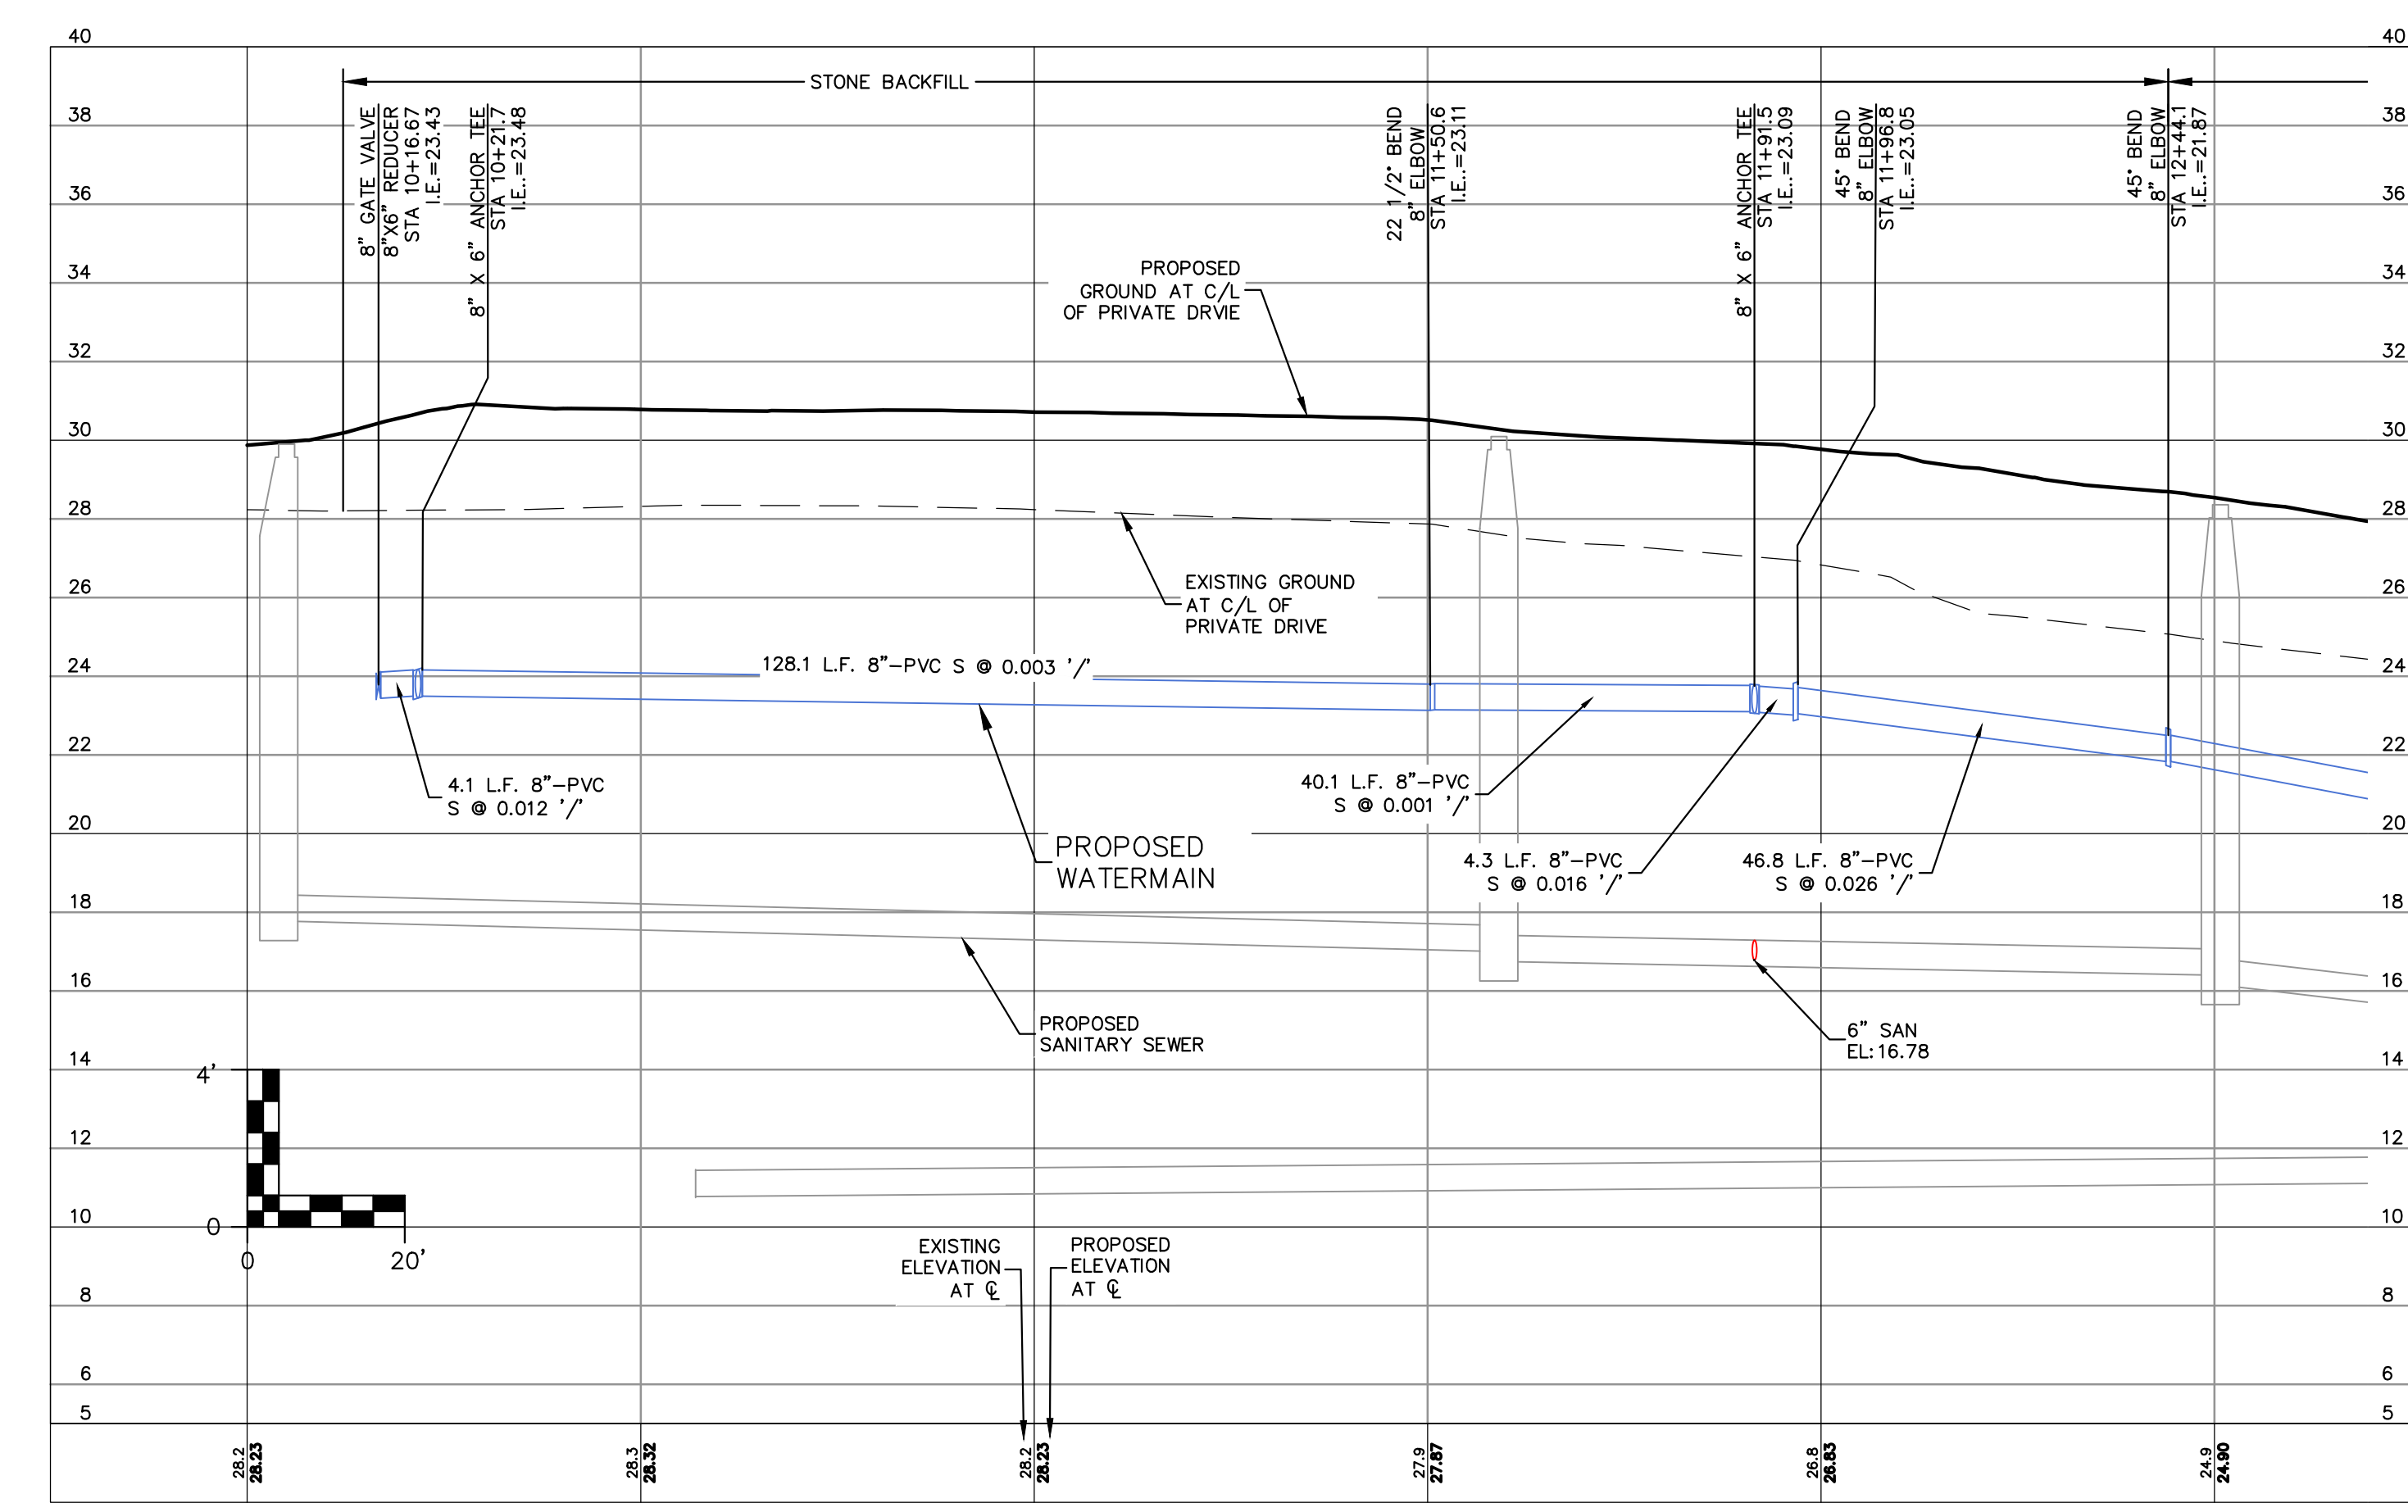 40
40
STONE BACKFILL
38
38
36
36
34
34
32
32
30
30
28
28
26
26
24
24
22
22
20
20
18
18
16
16
14
14
12
12
10
10
8
8
6
6
5
5
8" GATE VALVE
8"X6" REDUCER
STA 10+16.67
I.E.=23.43
8" X 6" ANCHOR TEE
STA 10+21.7
I.E..=23.48
22 1/2° BEND
8" ELBOW
STA 11+50.6
I.E..=23.11
8" X 6" ANCHOR TEE
STA 11+91.5
I.E..=23.09
45° BEND
8" ELBOW
STA 11+96.8
I.E..=23.05
45° BEND
8" ELBOW
STA 12+44.1
I.E..=21.87
PROPOSED
GROUND AT C/L
OF PRIVATE DRVIE
EXISTING GROUND
AT C/L OF
PRIVATE DRIVE
128.1 L.F. 8"-PVC S @ 0.003 '/'
4.1 L.F. 8"-PVC
S @ 0.012 '/'
40.1 L.F. 8"-PVC
S @ 0.001 '/'
PROPOSED
WATERMAIN
4.3 L.F. 8"-PVC
S @ 0.016 '/'
46.8 L.F. 8"-PVC
S @ 0.026 '/'
PROPOSED
SANITARY SEWER
6" SAN
EL:16.78
4'
0
0
20'
EXISTING
ELEVATION
AT ℄
PROPOSED
ELEVATION
AT ℄
28.2
28.23
28.3
28.32
28.2
28.23
27.9
27.87
26.8
26.83
24.9
24.90